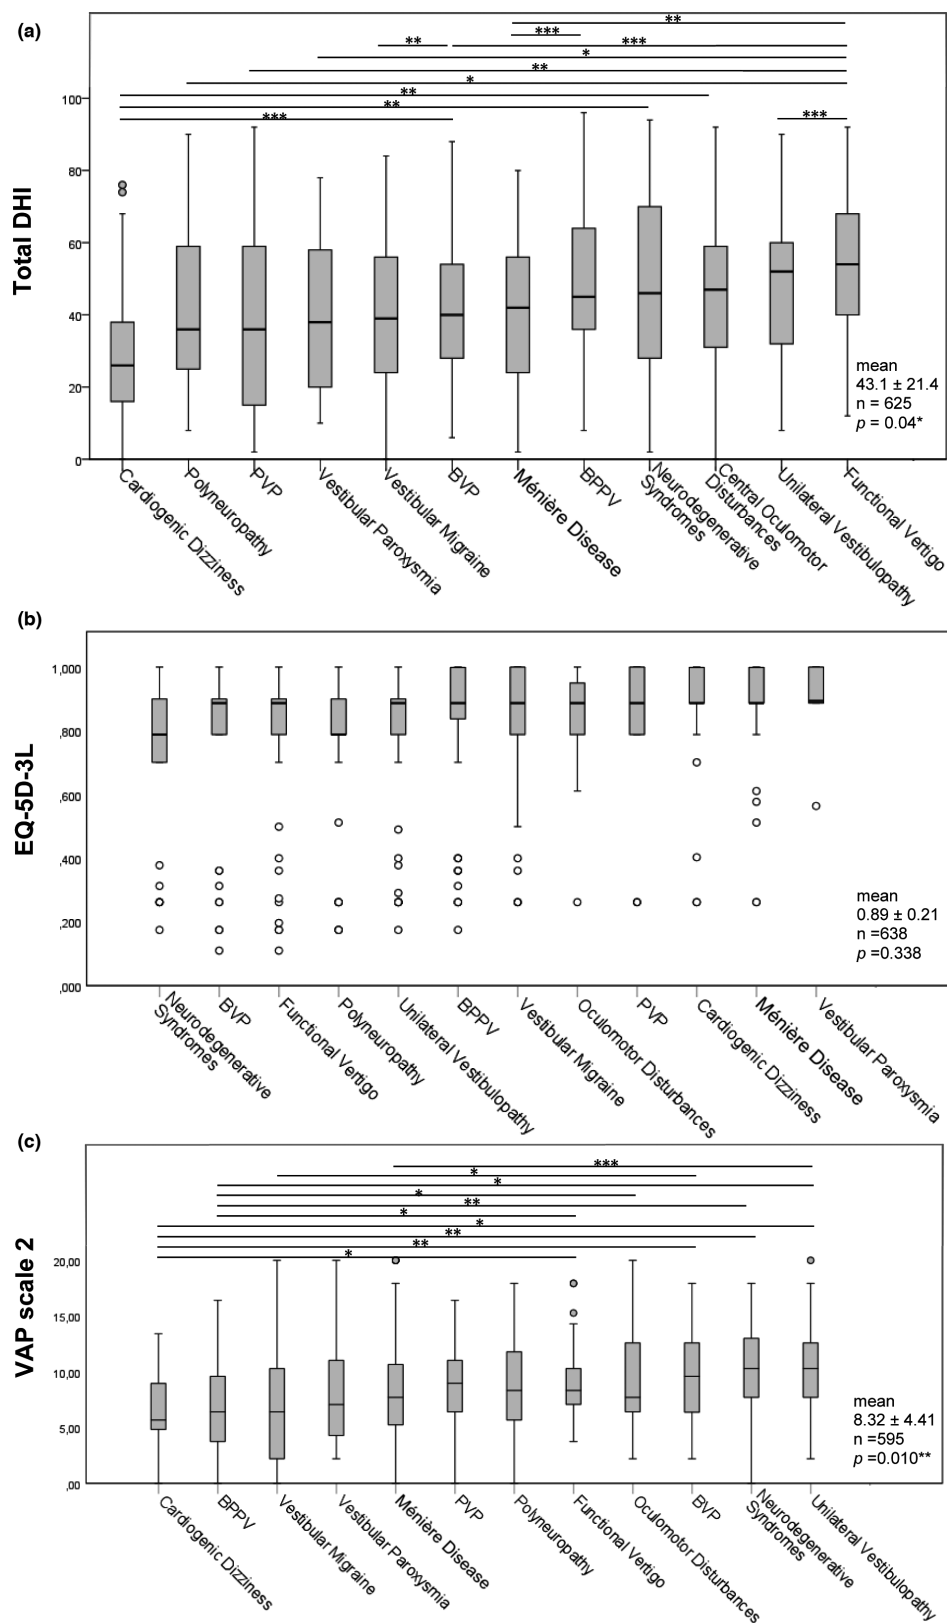 (a)
**
**
***
***
*
**
*
**
**
***
***
100
80
60
40
20
0
Total DHI
mean
43.1 ± 21.4
n = 625
p = 0.04*
Cardiogenic Dizziness
Polyneuropathy
PVP
Vestibular Paroxysmia
Vestibular Migraine
BVP
Ménière Disease
BPPV
Neurodegenerative
Syndromes
Central Oculomotor
Disturbances
Unilateral Vestibulopathy
Functional Vertigo
(b)
1,000
,800
,600
,400
,200
,000
EQ-5D-3L
mean
0.89 ± 0.21
n =638
p =0.338
Neurodegenerative
Syndromes
BVP
Functional Vertigo
Polyneuropathy
Unilateral Vestibulopathy
BPPV
Vestibular Migraine
Oculomotor Disturbances
PVP
Cardiogenic Dizziness
Ménière Disease
Vestibular Paroxysmia
(c)
***
*
*
*
**
*
*
**
**
*
20,00
15,00
10,00
5,00
,00
VAP scale 2
mean
8.32 ± 4.41
n =595
p =0.010**
Cardiogenic Dizziness
BPPV
Vestibular Migraine
Vestibular Paroxysmia
Ménière Disease
PVP
Polyneuropathy
Functional Vertigo
Oculomotor Disturbances
BVP
Neurodegenerative
Syndromes
Unilateral Vestibulopathy